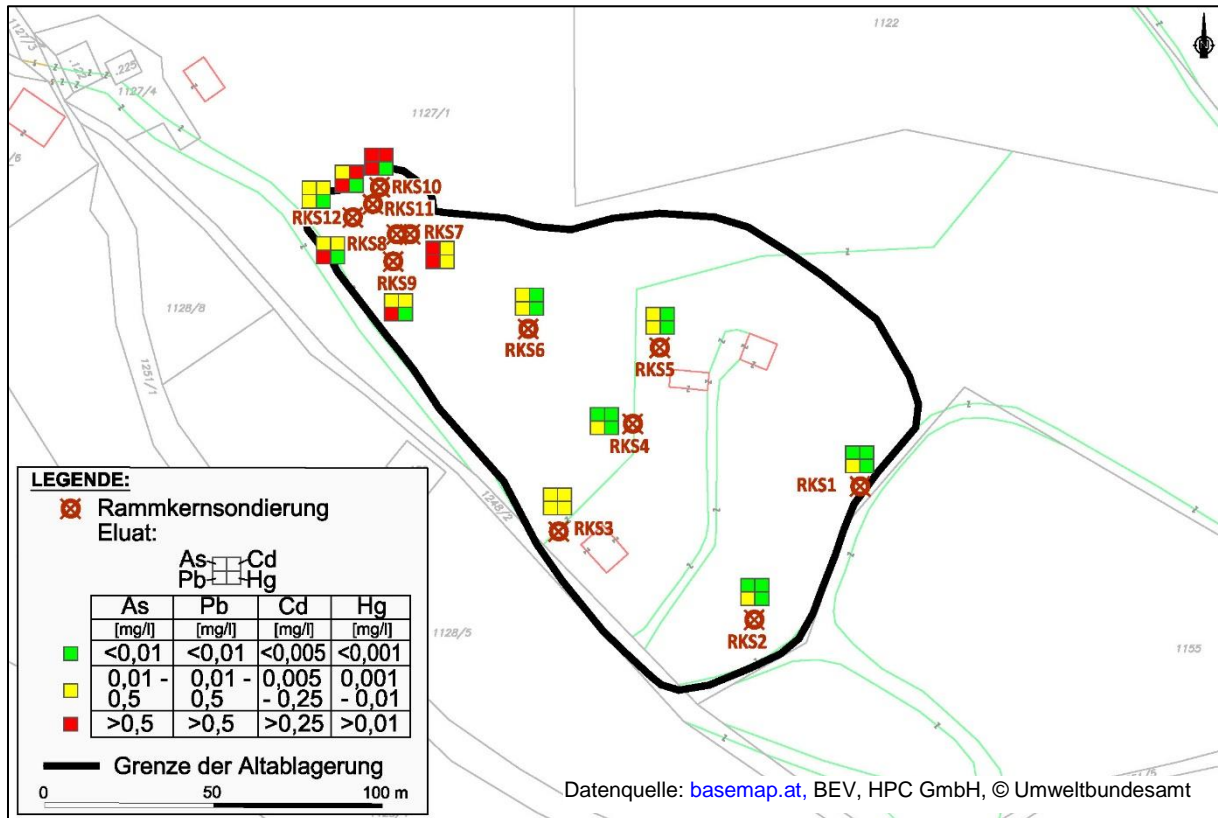 1122
N
1127/3
.123
.225
1127/4
1127/1
RKS10
RKS11
RKS12
RKS8
RKS7
RKS9
1128/8
1251/1
RKS6
RKS5
RKS4
RKS1
1248/2
RKS3
RKS2
1128/5
1155
LEGENDE:
Rammkernsondierung
Eluat:
As Cd
Pb Hg
As Pb Cd Hg
[mg/l] [mg/l] [mg/l] [mg/l]
<0,01 <0,01 <0,005 <0,001
0,01 - 0,01 - 0,005 0,001
0,5 0,5 - 0,25 - 0,01
>0,5 >0,5 >0,25 >0,01
Grenze der Altablagerung
0 50 100 m
Datenquelle: basemap.at, BEV, HPC GmbH, © Umweltbundesamt